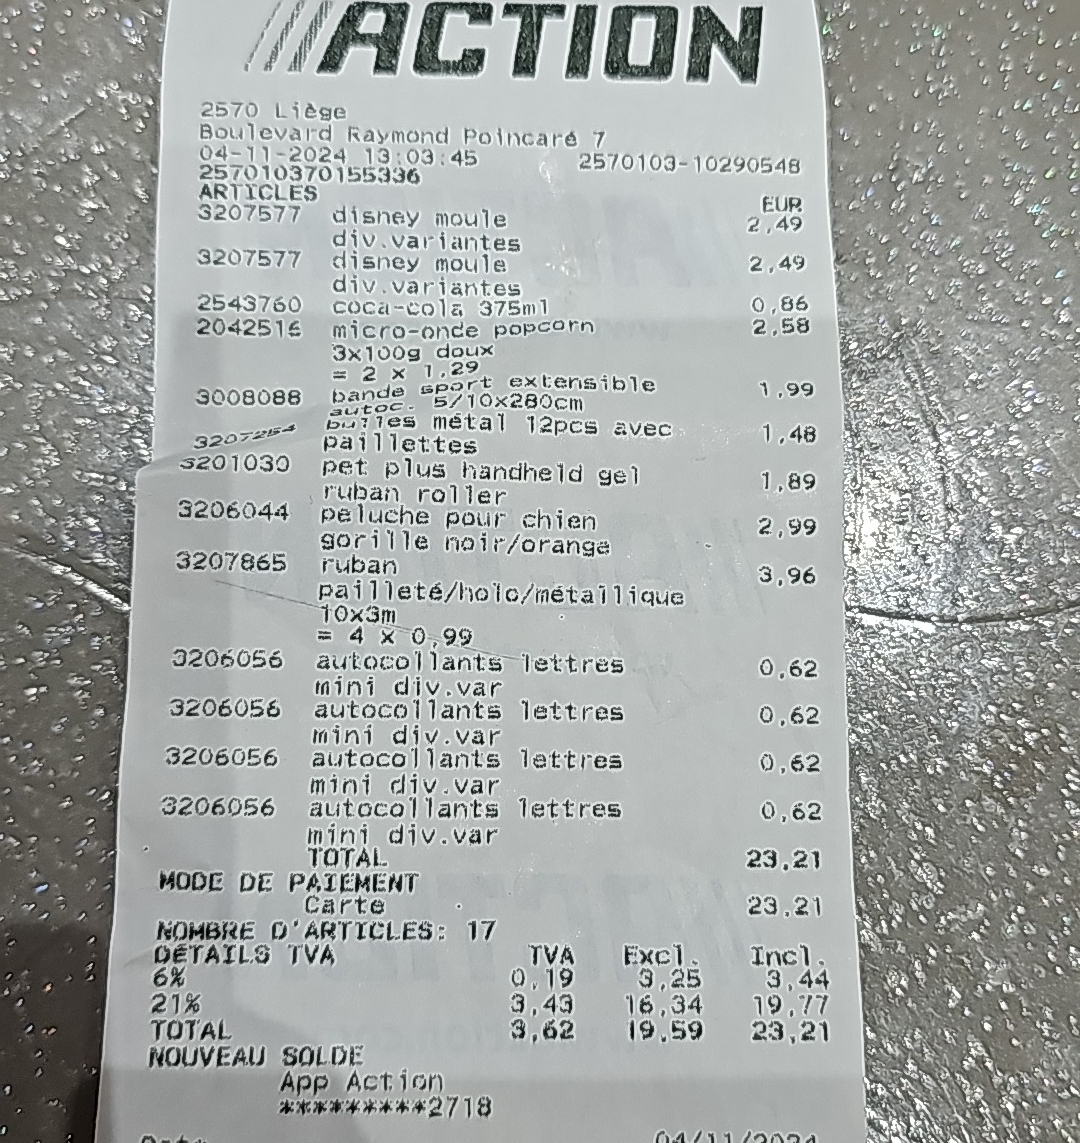 ACTION
2570 Liège
Boulevard Raymond Poincaré 7
04-11-2024 13:03:45 2570103-10290548
257010370155336
ARTICLES EUR
3207577 disney moule 2,49
div.variantes
3207577 disney moule 2,49
div.variantes
2543760 coca-cola 375ml 0,86
2042516 micro-onde popcorn 2,58
3x100g doux
= 2 x 1,29
3008088 bande sport extensible 1,99
autoc. 5/10x280cm
3207254 bulles métal 12pcs avec 1,48
paillettes
3201030 pet plus handheld gel 1,89
ruban roller
3206044 peluche pour chien 2,99
gorille noir/orange
3207865 ruban 3,96
pailleté/holo/métallique
10x3m
= 4 x 0,99
3206056 autocollants lettres 0,62
mini div.var
3206056 autocollants lettres 0,62
mini div.var
3206056 autocollants lettres 0,62
mini div.var
3206056 autocollants lettres 0,62
mini div.var
TOTAL 23,21
MODE DE PAIEMENT
Carte 23,21
NOMBRE D'ARTICLES: 17
DÉTAILS TVA TVA Excl. Incl.
6% 0,19 3,25 3,44
21% 3,43 16,34 19,77
TOTAL 3,62 19,59 23,21
NOUVEAU SOLDE
App Action
*********2718
04/11/2024